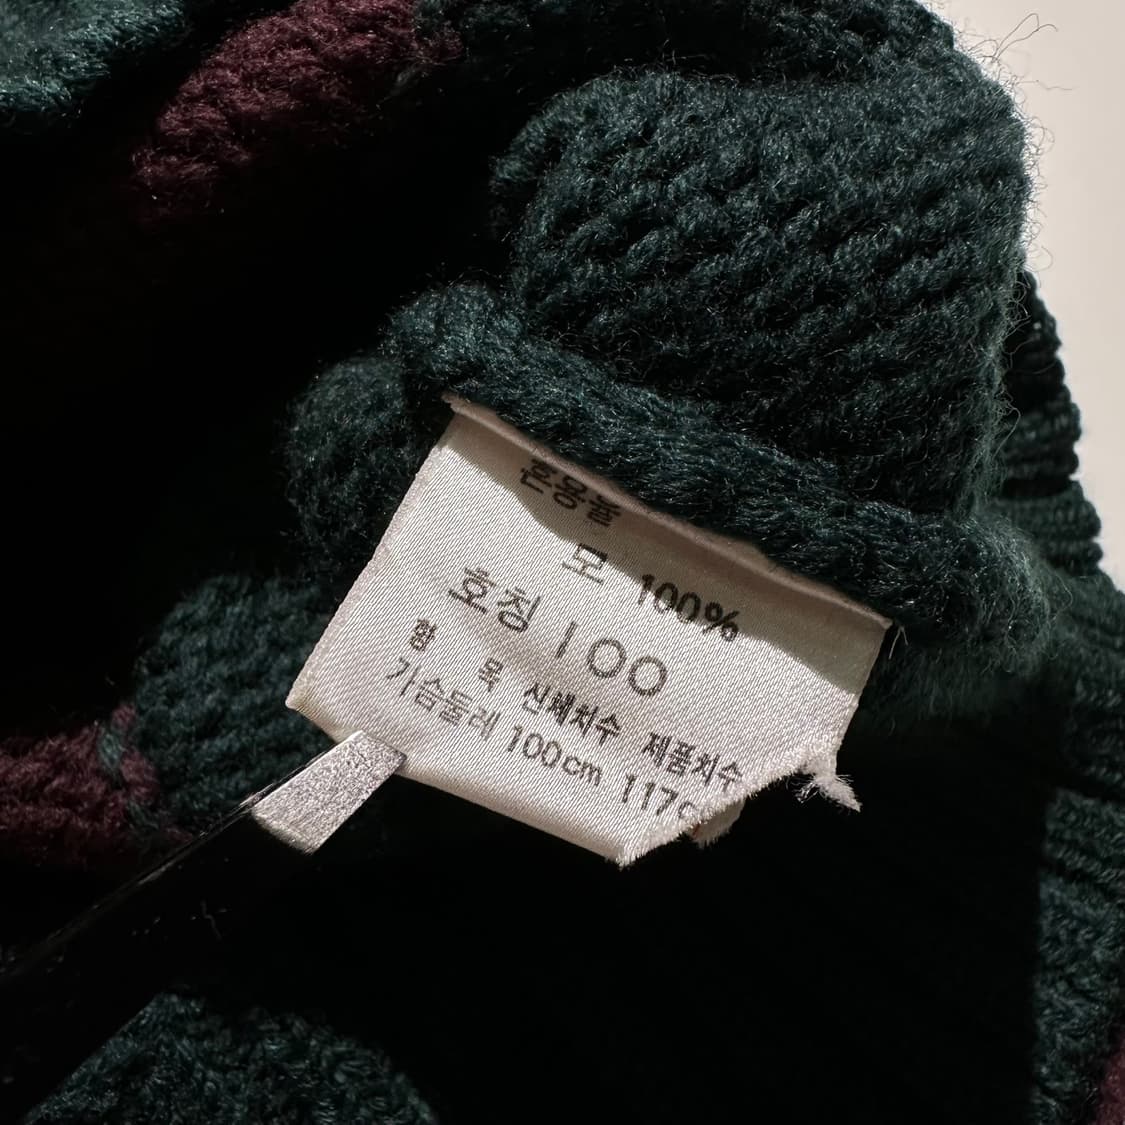 혼용율
모 100%
호칭 100
항 목 신체치수 제품치수
가슴둘레 100cm 117c